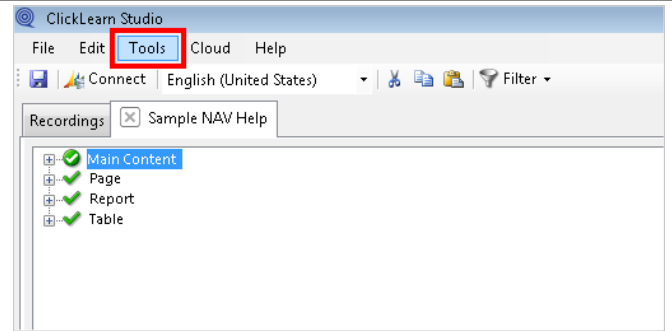 ClickLearn Studio
File Edit Tools Cloud Help
Connect English (United States) Filter
Recordings Sample NAV Help
Main Content
Page
Report
Table